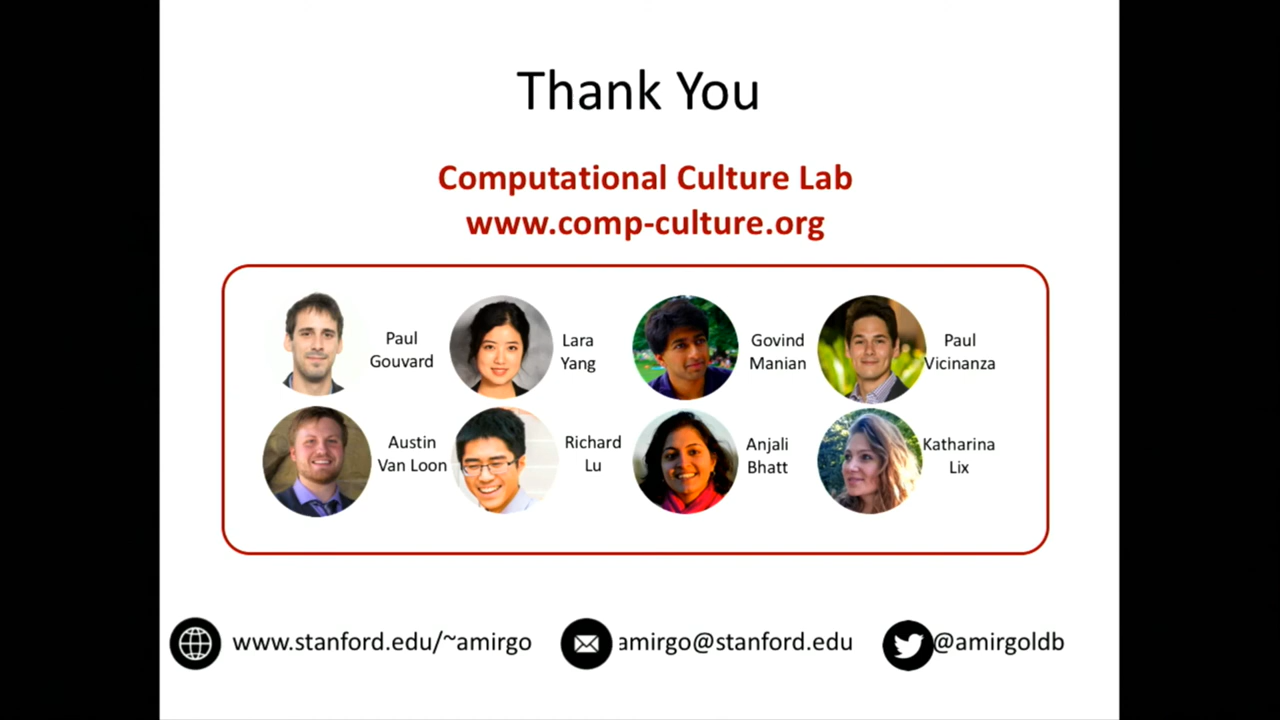 Thank You
Computational Culture Lab
www.comp-culture.org
Paul
Gouvard
Lara
Yang
Govind
Manian
Paul
Vicinanza
Austin
Van Loon
Richard
Lu
Anjali
Bhatt
Katharina
Lix
www.stanford.edu/~amirgo
amirgo@stanford.edu
@amirgoldb